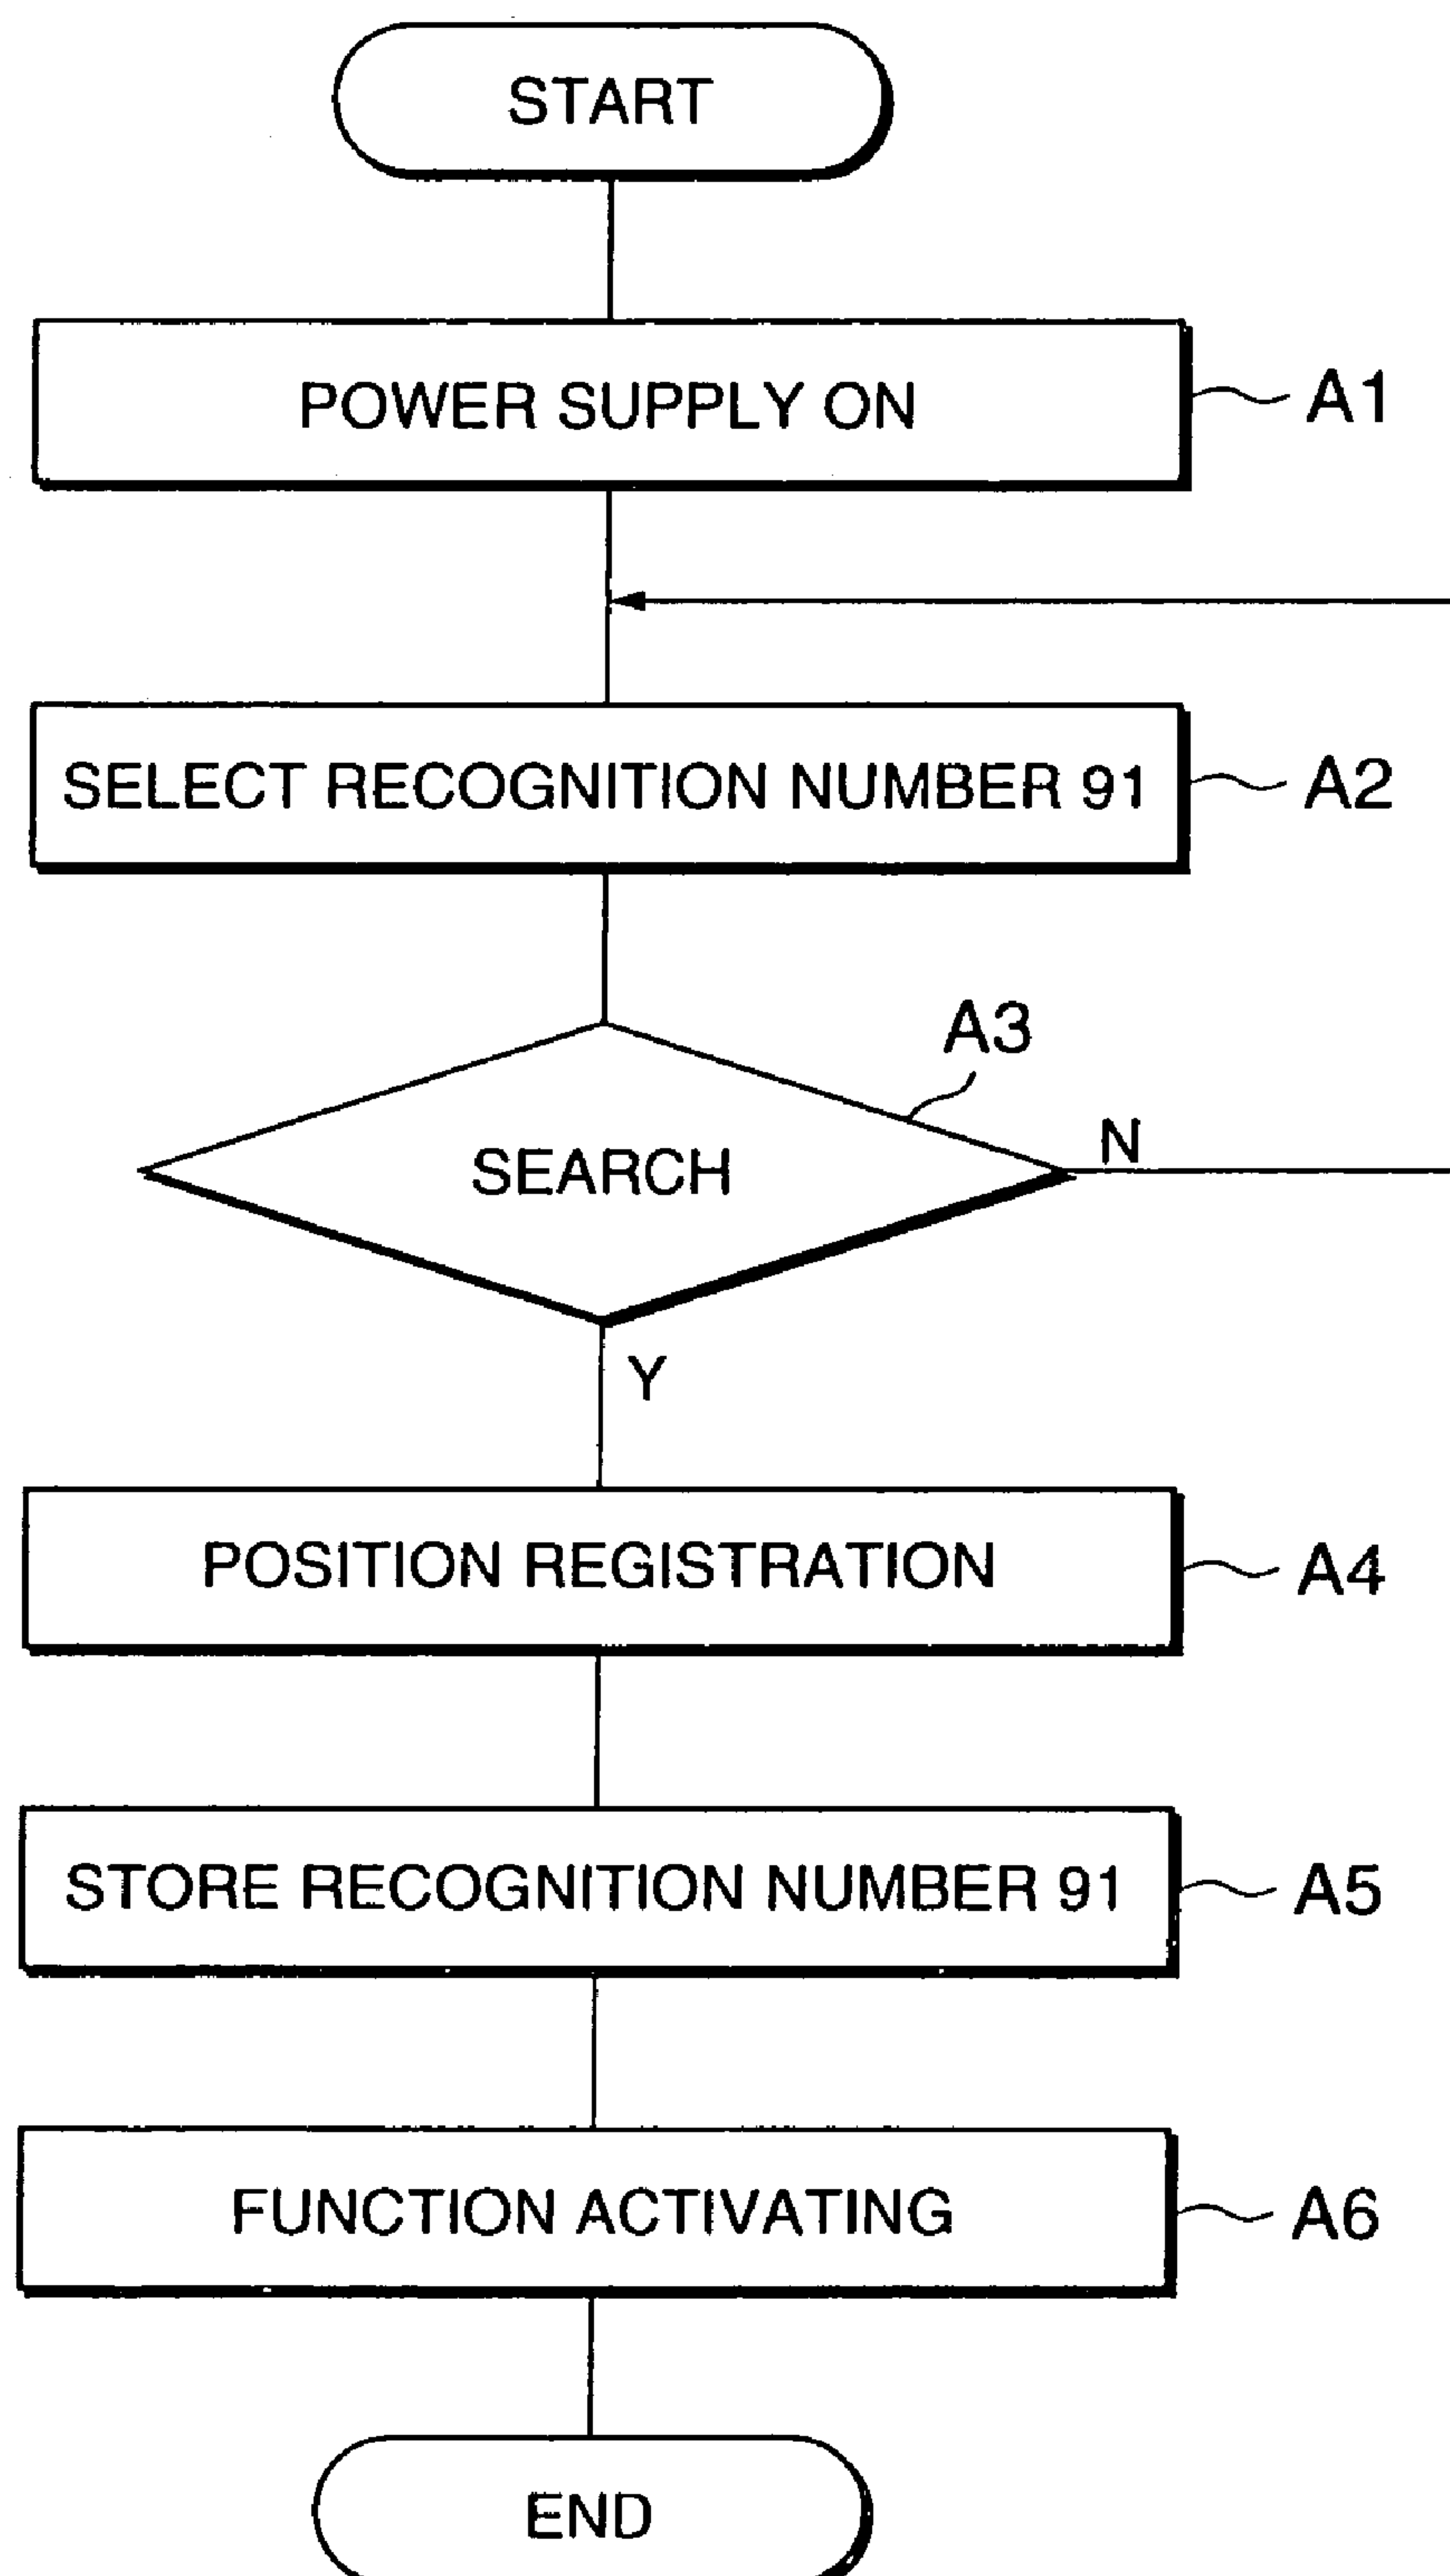 START
POWER SUPPLY ON
A1
SELECT RECOGNITION NUMBER 91
A2
A3
SEARCH
N
Y
POSITION REGISTRATION
A4
STORE RECOGNITION NUMBER 91
A5
FUNCTION ACTIVATING
A6
END